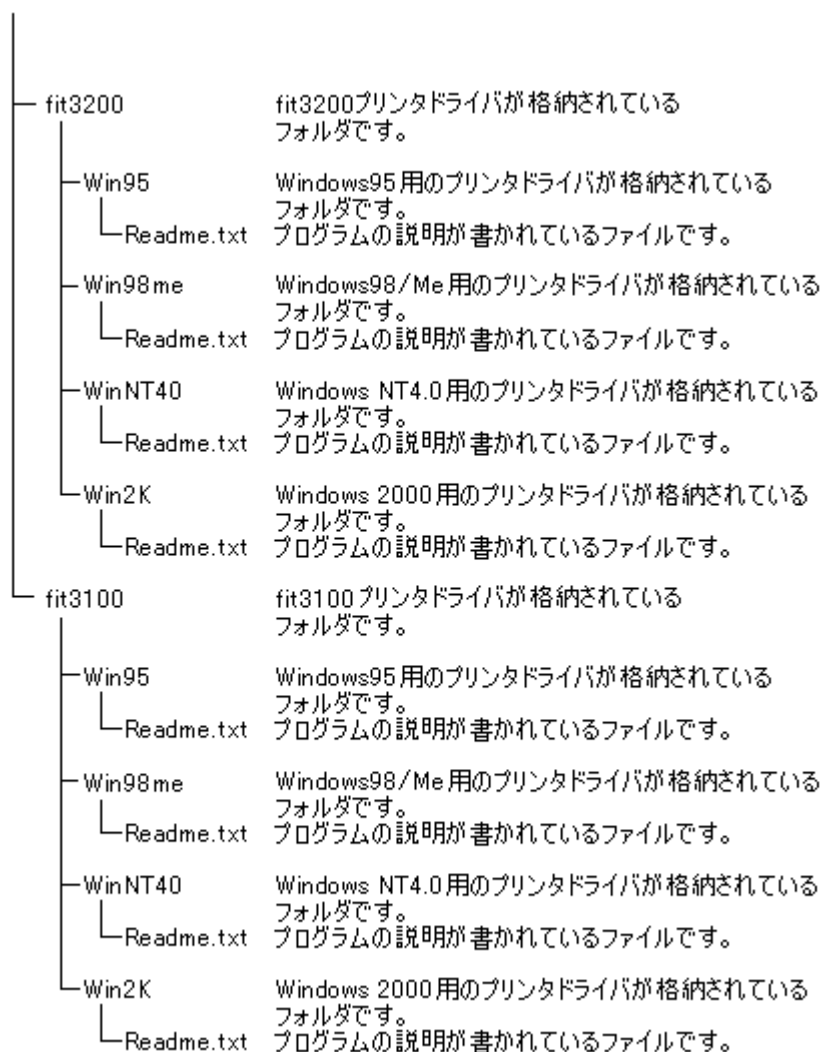 fit3200 fit3200プリンタドライバが格納されている
フォルダです。
Win95 Windows95用のプリンタドライバが格納されている
フォルダです。
Readme.txt プログラムの説明が書かれているファイルです。
Win98me Windows98/Me用のプリンタドライバが格納されている
フォルダです。
Readme.txt プログラムの説明が書かれているファイルです。
WinNT40 Windows NT4.0用のプリンタドライバが格納されている
フォルダです。
Readme.txt プログラムの説明が書かれているファイルです。
Win2K Windows 2000用のプリンタドライバが格納されている
フォルダです。
Readme.txt プログラムの説明が書かれているファイルです。
fit3100 fit3100プリンタドライバが格納されている
フォルダです。
Win95 Windows95用のプリンタドライバが格納されている
フォルダです。
Readme.txt プログラムの説明が書かれているファイルです。
Win98me Windows98/Me用のプリンタドライバが格納されている
フォルダです。
Readme.txt プログラムの説明が書かれているファイルです。
WinNT40 Windows NT4.0用のプリンタドライバが格納されている
フォルダです。
Readme.txt プログラムの説明が書かれているファイルです。
Win2K Windows 2000用のプリンタドライバが格納されている
フォルダです。
Readme.txt プログラムの説明が書かれているファイルです。